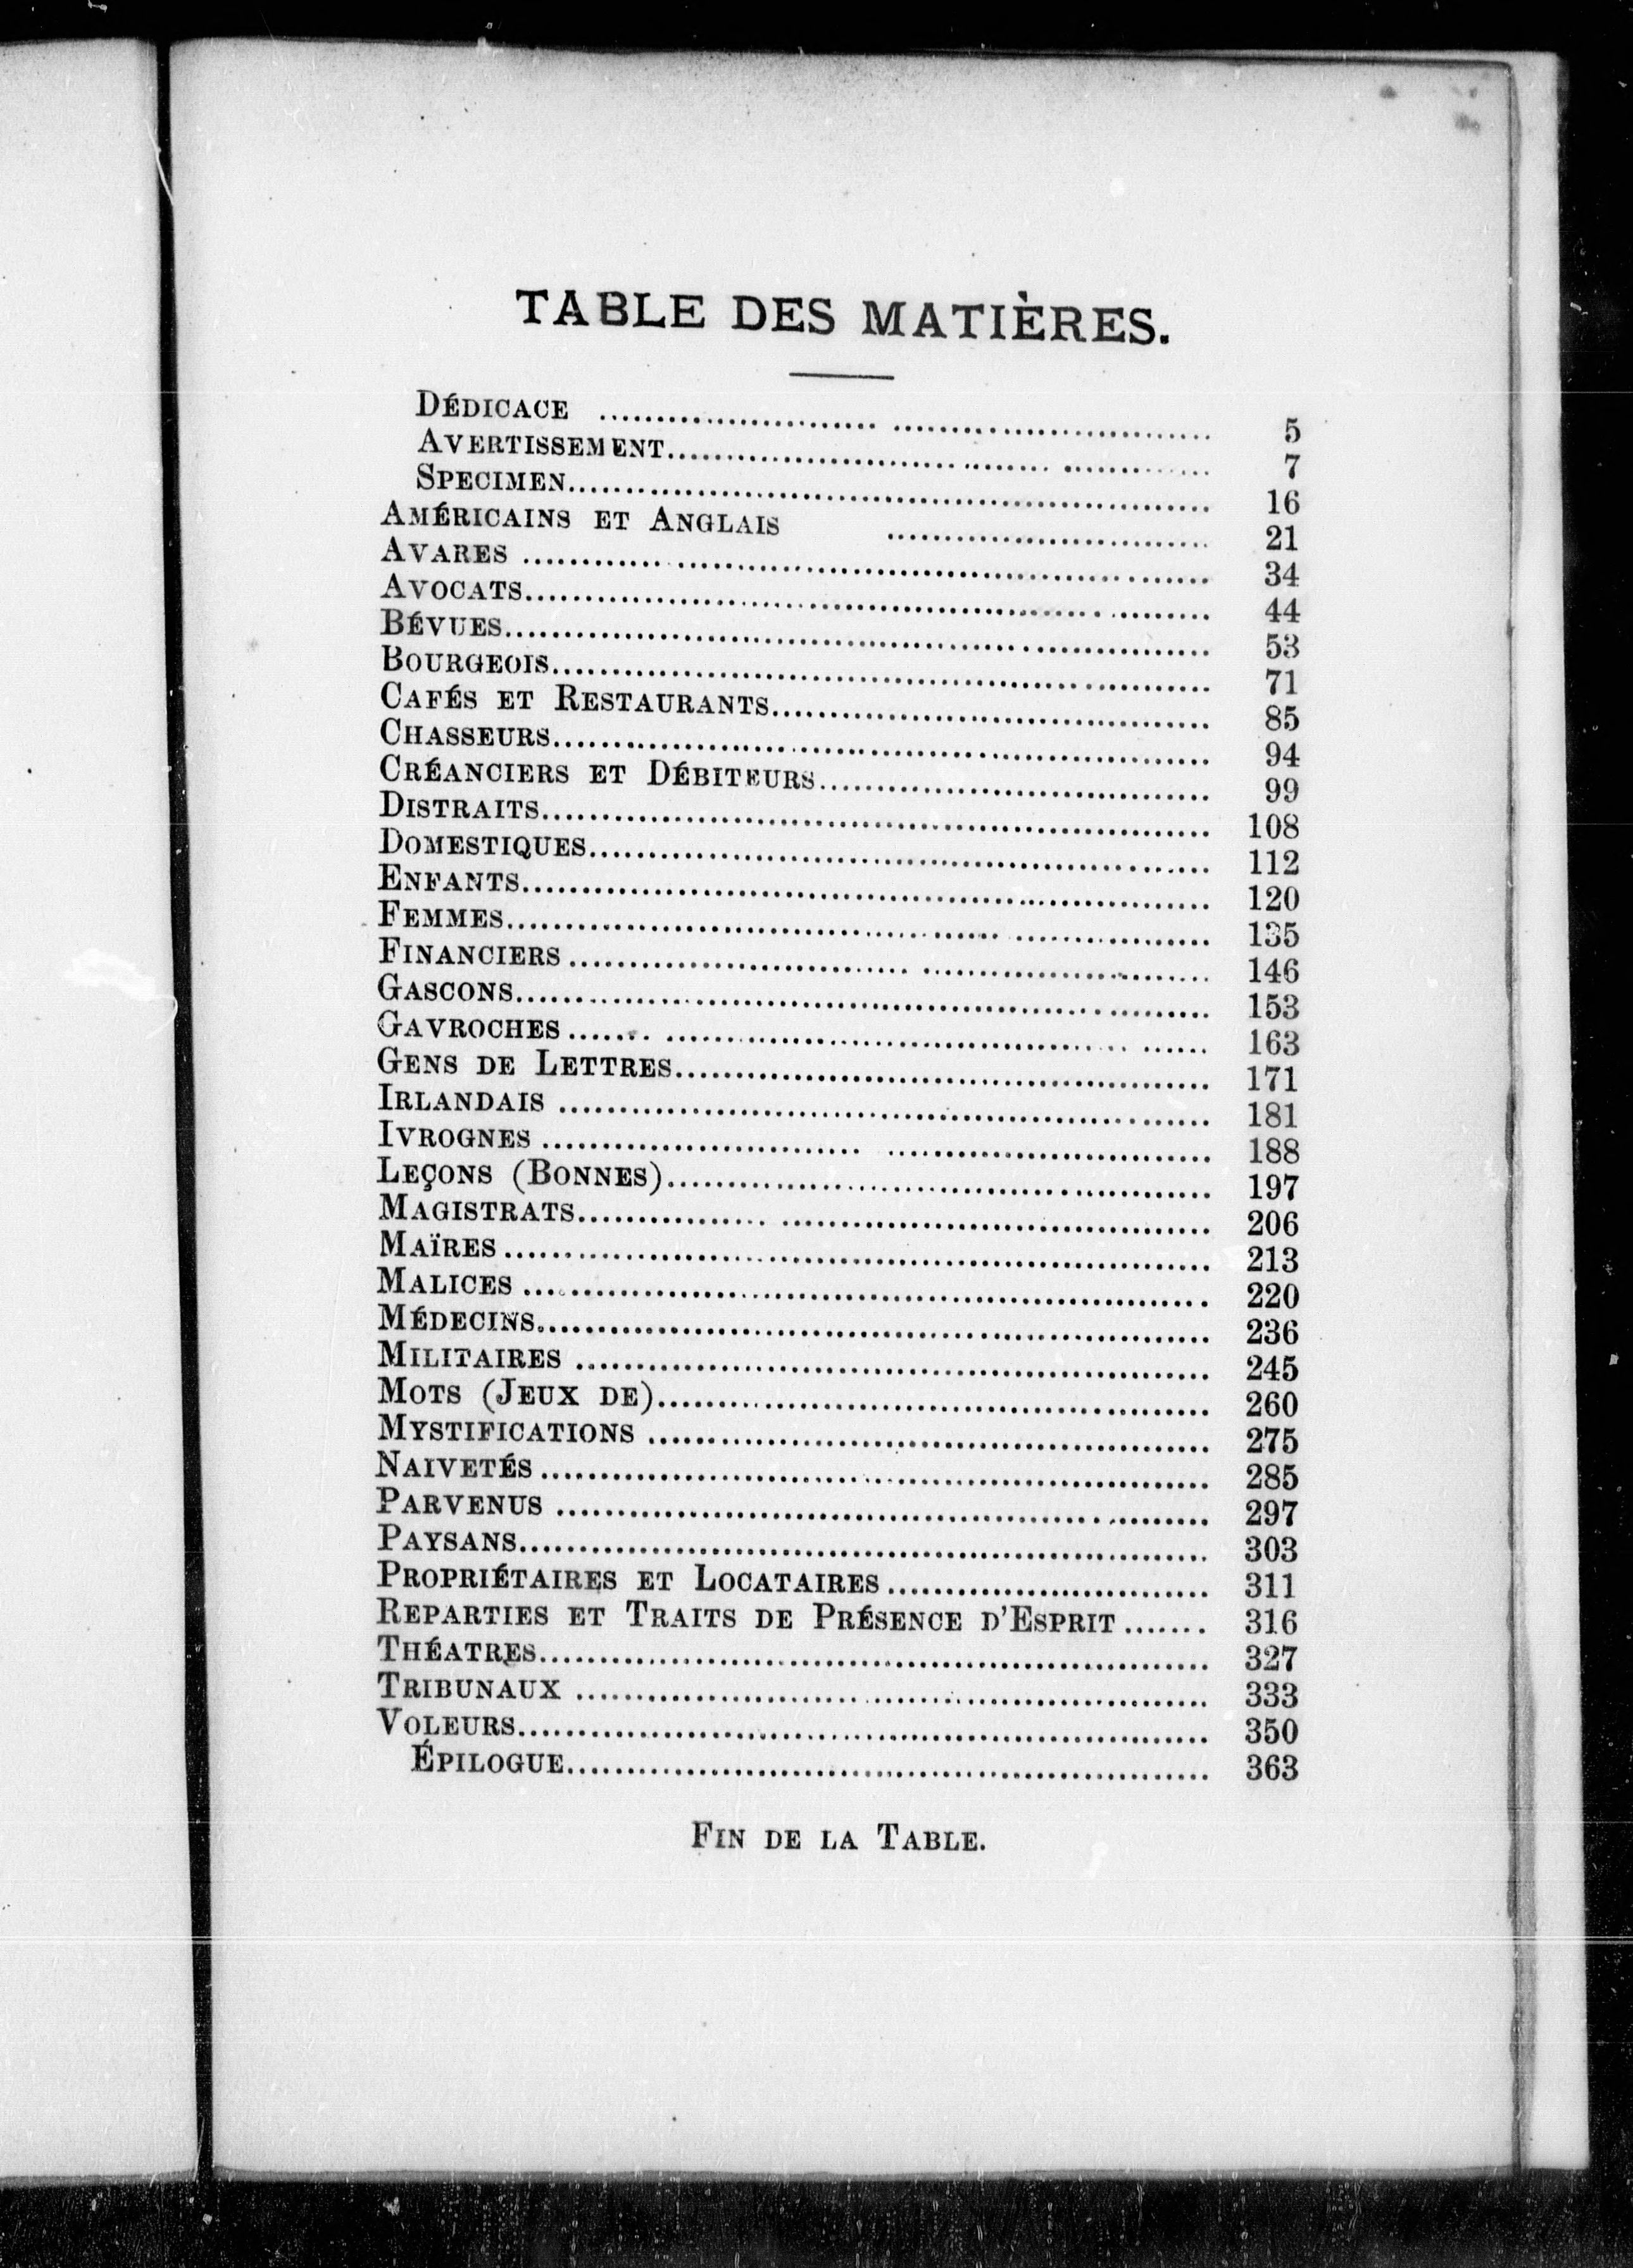 TABLE DES MATIÈRES.
DÉDICACE ........................ ............................ 5
AVERTISSEMENT.................................................. 7
SPECIMEN....................................................... 16
AMÉRICAINS ET ANGLAIS ............................ 21
AVARES ........................................................ 34
AVOCATS........................................................ 44
BÉVUES......................................................... 53
BOURGEOIS...................................................... 71
CAFÉS ET RESTAURANTS........................................... 85
CHASSEURS...................................................... 94
CRÉANCIERS ET DÉBITEURS........................................ 99
DISTRAITS...................................................... 108
DOMESTIQUES.................................................... 112
ENFANTS........................................................ 120
FEMMES......................................................... 135
FINANCIERS .................................................... 146
GASCONS........................................................ 153
GAVROCHES ..................................................... 163
GENS DE LETTRES................................................ 171
IRLANDAIS ..................................................... 181
IVROGNES ...................................................... 188
LEÇONS (BONNES)................................................ 197
MAGISTRATS..................................................... 206
MAÏRES ........................................................ 213
MALICES ....................................................... 220
MÉDECINS....................................................... 236
MILITAIRES .................................................... 245
MOTS (JEUX DE)................................................. 260
MYSTIFICATIONS ................................................ 275
NAIVETÉS ...................................................... 285
PARVENUS ...................................................... 297
PAYSANS........................................................ 303
PROPRIÉTAIRES ET LOCATAIRES ........................... 311
REPARTIES ET TRAITS DE PRÉSENCE D'ESPRIT ....... 316
THÉATRES....................................................... 327
TRIBUNAUX ..................................................... 333
VOLEURS........................................................ 350
ÉPILOGUE....................................................... 363
FIN DE LA TABLE.